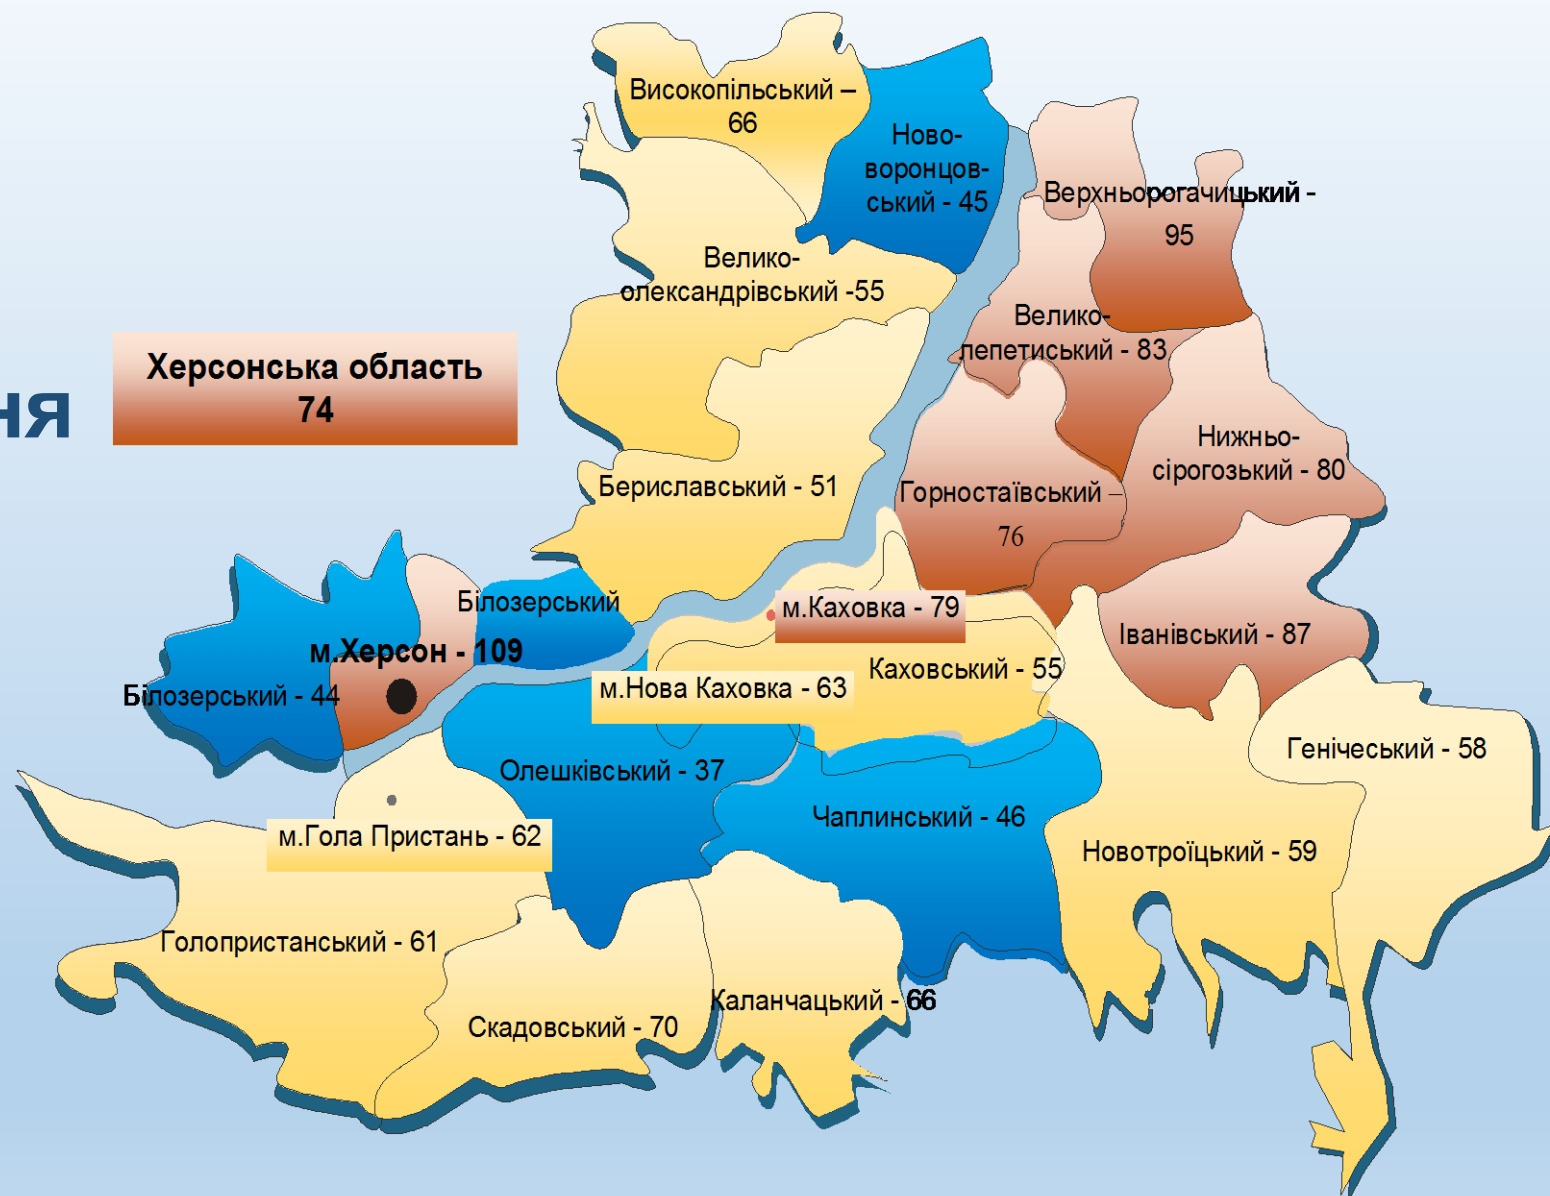 Високопільський –
66
Ново-
воронцов-
ський - 45
Верхньорогачицький -
95
Велико-
олександрівський -55
Велико-
лепетиський - 83
Херсонська область
74
ня
Нижньо-
сірогозький - 80
Бериславський - 51
Горностаївський –
76
Білозерський
м.Каховка - 79
Іванівський - 87
м.Херсон - 109
Каховський - 55
Білозерський - 44
м.Нова Каховка - 63
Генічеський - 58
Олешківський - 37
Чаплинський - 46
м.Гола Пристань - 62
Новотроїцький - 59
Голопристанський - 61
Каланчацький - 66
Скадовський - 70